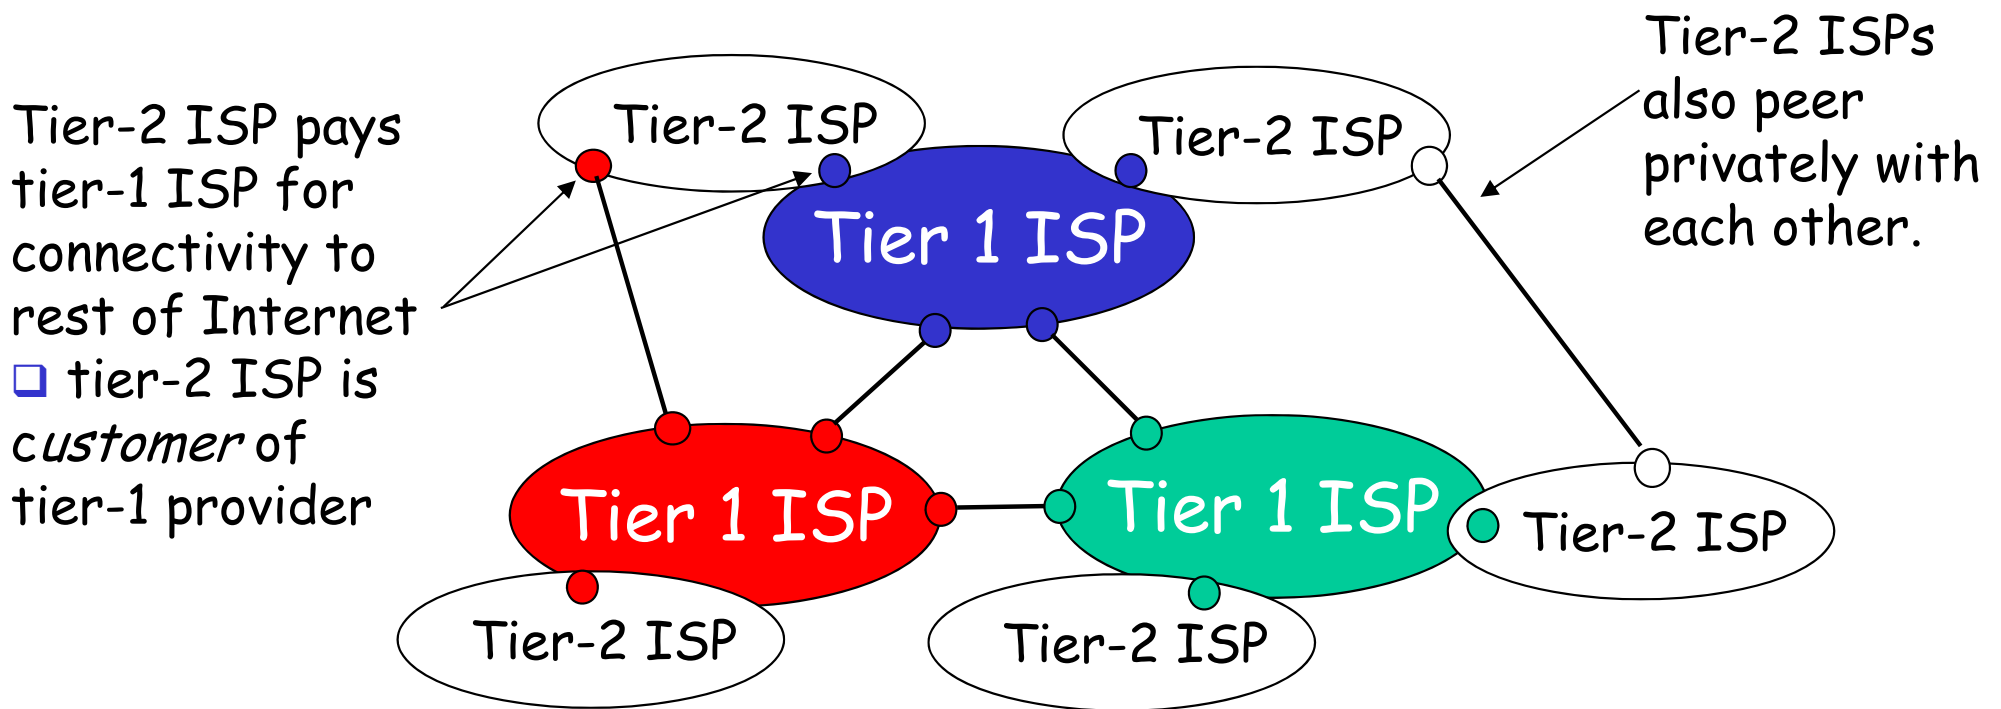 Tier-2 ISP pays
tier-1 ISP for
connectivity to
rest of Internet
❑ tier-2 ISP is
customer of
tier-1 provider
Tier-2 ISP
Tier-2 ISP
Tier-2 ISPs
also peer
privately with
each other.
Tier 1 ISP
Tier 1 ISP
Tier 1 ISP
Tier-2 ISP
Tier-2 ISP
Tier-2 ISP